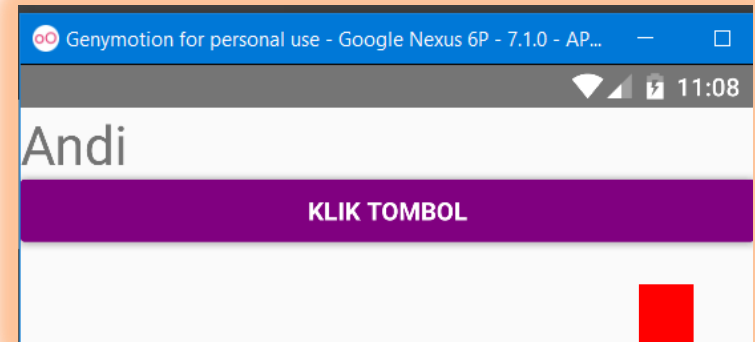 Genymotion for personal use - Google Nexus 6P - 7.1.0 - AP...
11:08
Andi
KLIK TOMBOL